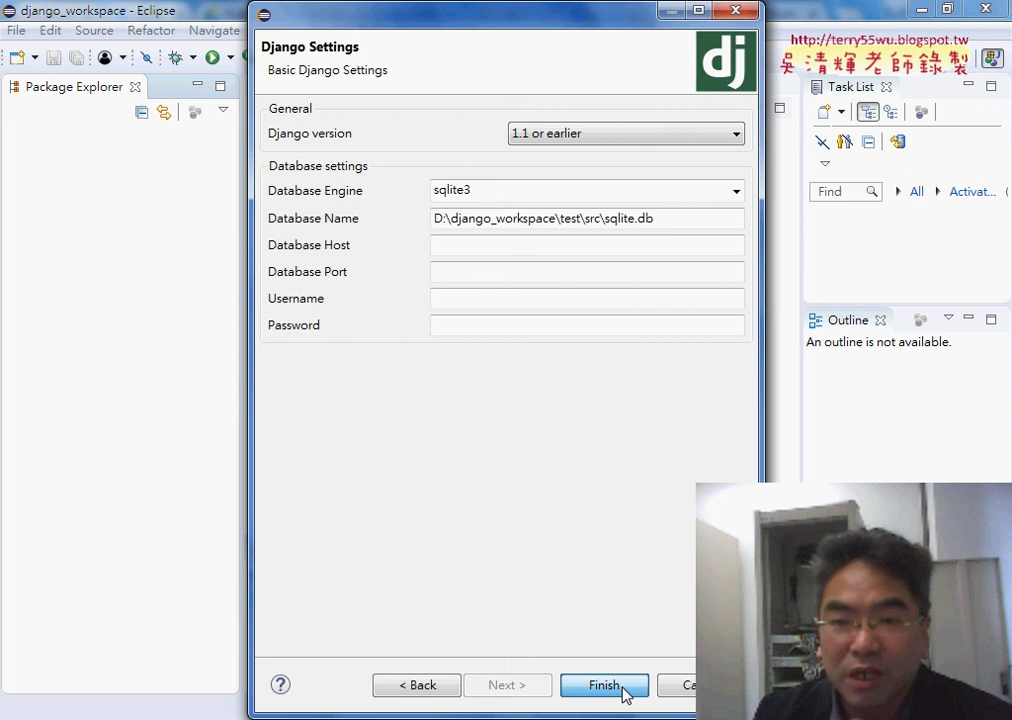 django_workspace - Eclipse
File Edit Source Refactor Navigate
http://terry55wu.blogspot.tw
吳清輝老師錄製
Package Explorer
Django Settings
Basic Django Settings
dj
General
Django version 1.1 or earlier
Database settings
Database Engine sqlite3
Database Name D:\django_workspace\test\src\sqlite.db
Database Host
Database Port
Username
Password
Task List
Find All Activat...
Outline
An outline is not available.
? < Back Next > Finish Ca